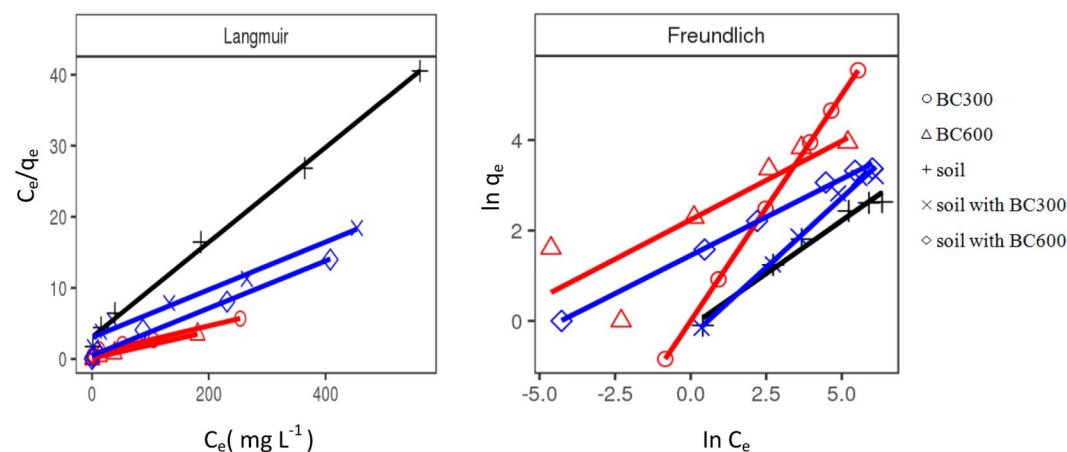 Langmuir
Freundlich
40
30
20
10
0
Cₑ/qₑ
0
200
400
Cₑ( mg L⁻¹ )
4
2
0
ln qₑ
-5.0
-2.5
0.0
2.5
5.0
ln Cₑ
BC300
BC600
soil
soil with BC300
soil with BC600